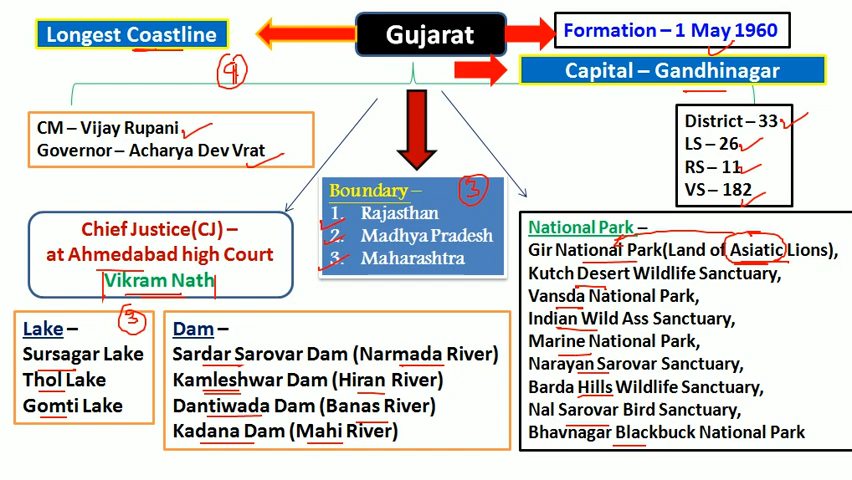 Longest Coastline
Gujarat
Formation – 1 May 1960
4
Capital – Gandhinagar
CM – Vijay Rupani
Governor – Acharya Dev Vrat
District – 33
LS – 26
RS – 11
VS – 182
Boundary –
3
1. Rajasthan
2. Madhya Pradesh
3. Maharashtra
Chief Justice(CJ) –
at Ahmedabad high Court
Vikram Nath
National Park –
Gir National Park(Land of Asiatic Lions),
Kutch Desert Wildlife Sanctuary,
Vansda National Park,
Indian Wild Ass Sanctuary,
Marine National Park,
Narayan Sarovar Sanctuary,
Barda Hills Wildlife Sanctuary,
Nal Sarovar Bird Sanctuary,
Bhavnagar Blackbuck National Park
3
Lake –
Sursagar Lake
Thol Lake
Gomti Lake
Dam –
Sardar Sarovar Dam (Narmada River)
Kamleshwar Dam (Hiran River)
Dantiwada Dam (Banas River)
Kadana Dam (Mahi River)